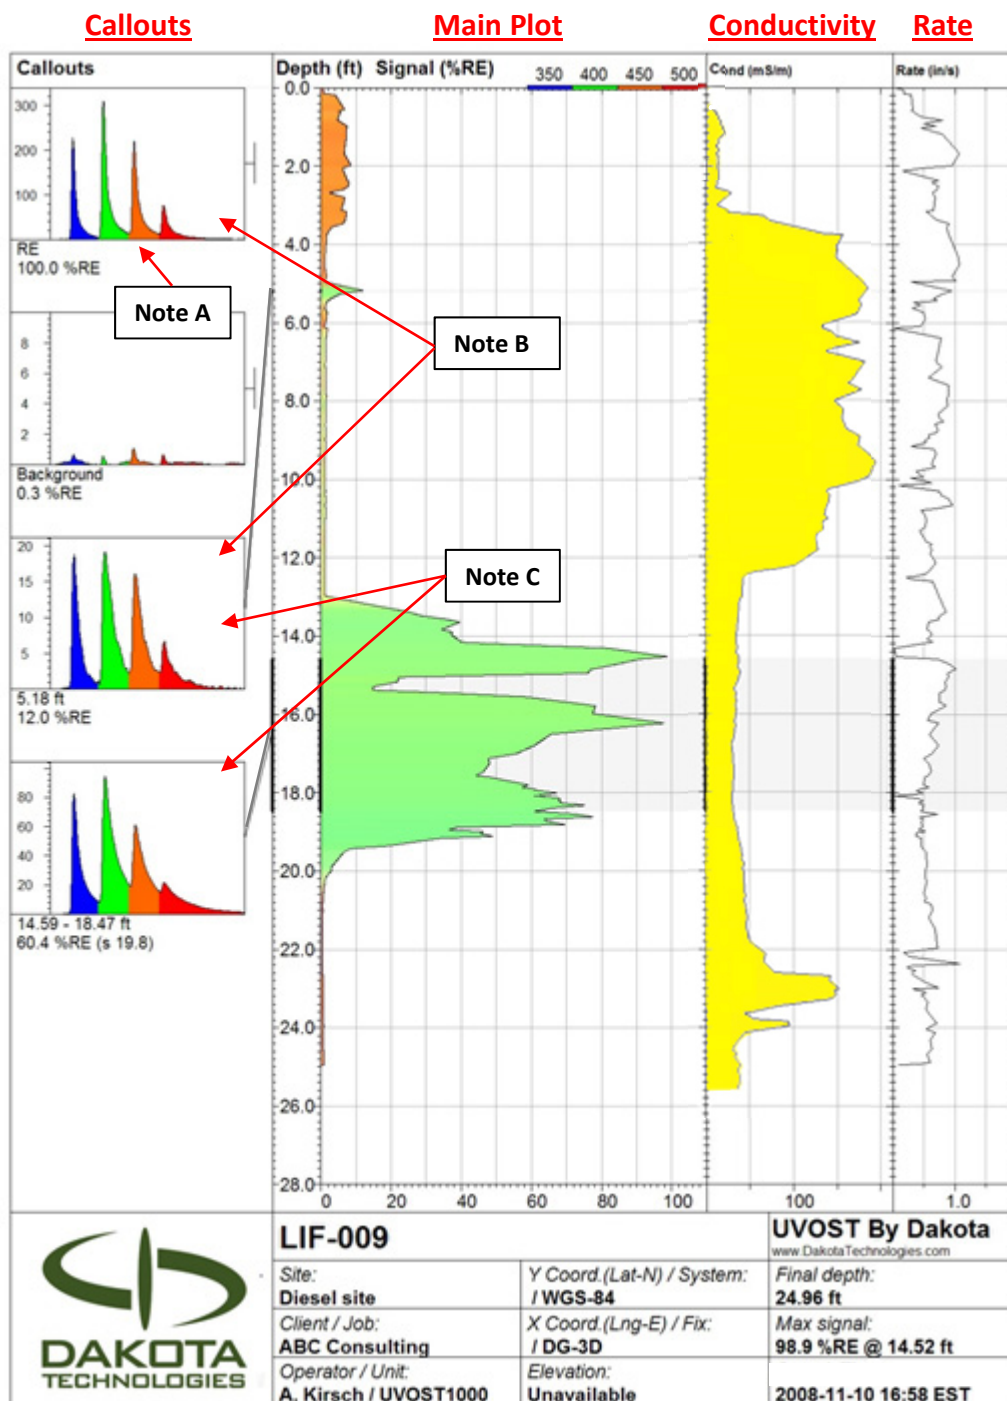 Callouts
Main Plot
Conductivity
Rate
Callouts
Depth (ft) Signal (%RE)
350 400 450 500
Cond (mS/m)
Rate (in/s)
300
200
100
RE
100.0 %RE
Note A
8
6
4
2
Background
0.3 %RE
Note B
20
15
10
5
5.18 ft
12.0 %RE
Note C
80
60
40
20
14.59 - 18.47 ft
60.4 %RE (s 19.8)
0.0
2.0
4.0
6.0
8.0
10.0
12.0
14.0
16.0
18.0
20.0
22.0
24.0
26.0
28.0
0 20 40 60 80 100
100
1.0
DAKOTA
TECHNOLOGIES
LIF-009
UVOST By Dakota
www.DakotaTechnologies.com
Site:
Diesel site
Y Coord.(Lat-N) / System:
/ WGS-84
Final depth:
24.96 ft
Client / Job:
ABC Consulting
X Coord.(Lng-E) / Fix:
/ DG-3D
Max signal:
98.9 %RE @ 14.52 ft
Operator / Unit:
A. Kirsch / UVOST1000
Elevation:
Unavailable
2008-11-10 16:58 EST